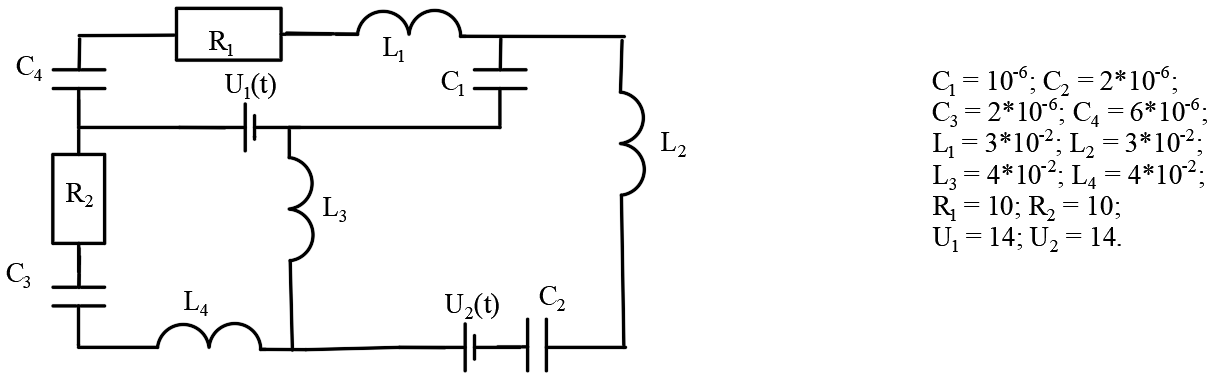 R₁
L₁
C₄
U₁(t)
C₁
L₂
R₂
L₃
C₃
L₄
U₂(t)
C₂
C₁ = 10⁻⁶; C₂ = 2*10⁻⁶;
C₃ = 2*10⁻⁶; C₄ = 6*10⁻⁶;
L₁ = 3*10⁻²; L₂ = 3*10⁻²;
L₃ = 4*10⁻²; L₄ = 4*10⁻²;
R₁ = 10; R₂ = 10;
U₁ = 14; U₂ = 14.